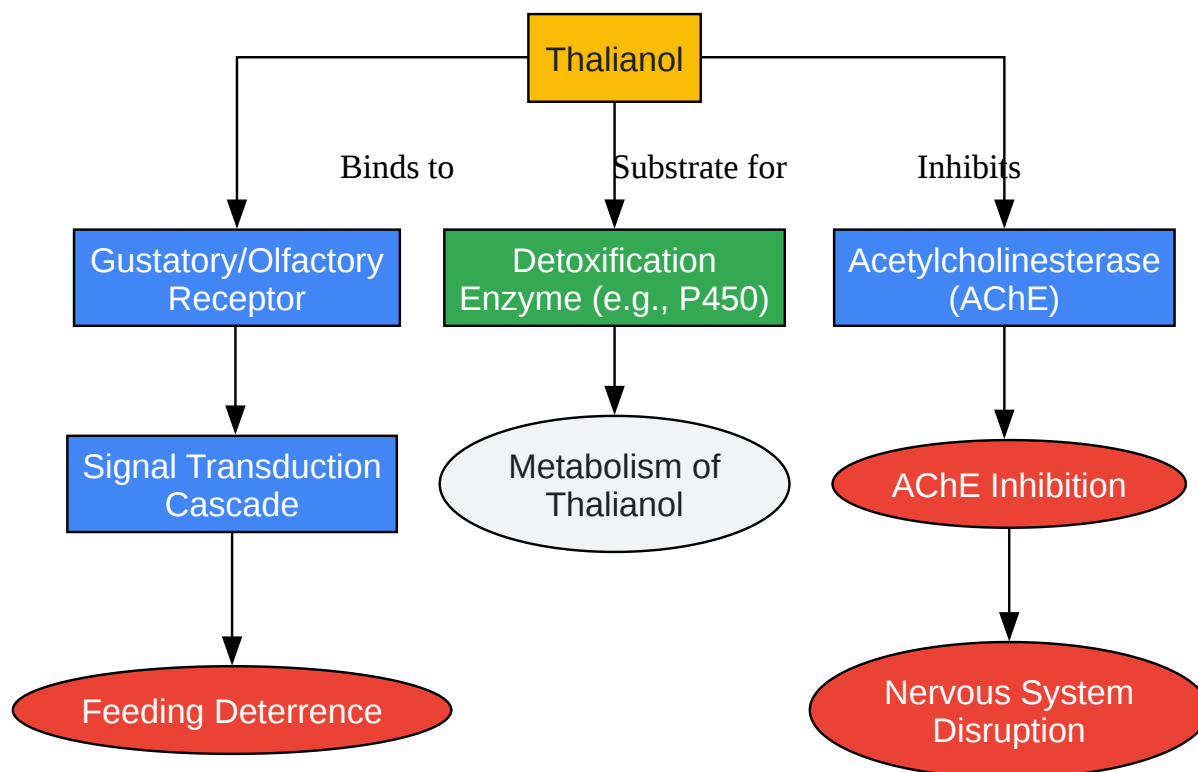 Thalianol
Binds to
Substrate for
Inhibits
Gustatory/Olfactory
Receptor
Detoxification
Enzyme (e.g., P450)
Acetylcholinesterase
(AChE)
Signal Transduction
Cascade
Metabolism of
Thalianol
AChE Inhibition
Feeding Deterrence
Nervous System
Disruption